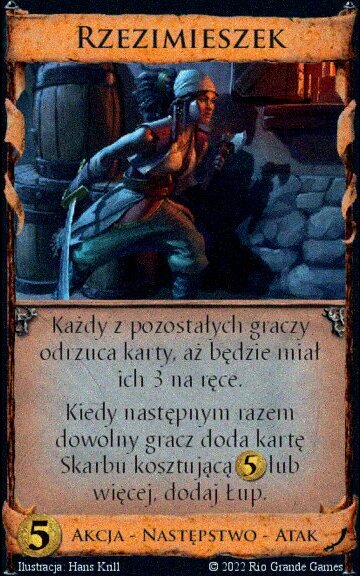 Rzezimieszek
Każdy z pozostałych graczy
odrzuca karty, aż będzie miał
ich 3 na ręce.
Kiedy następnym razem
dowolny gracz doda kartę
Skarbu kosztującą 5 lub
więcej, dodaj Łup.
5 Akcja - Następstwo - Atak
Ilustracja: Hans Krill © 2022 Rio Grande Games